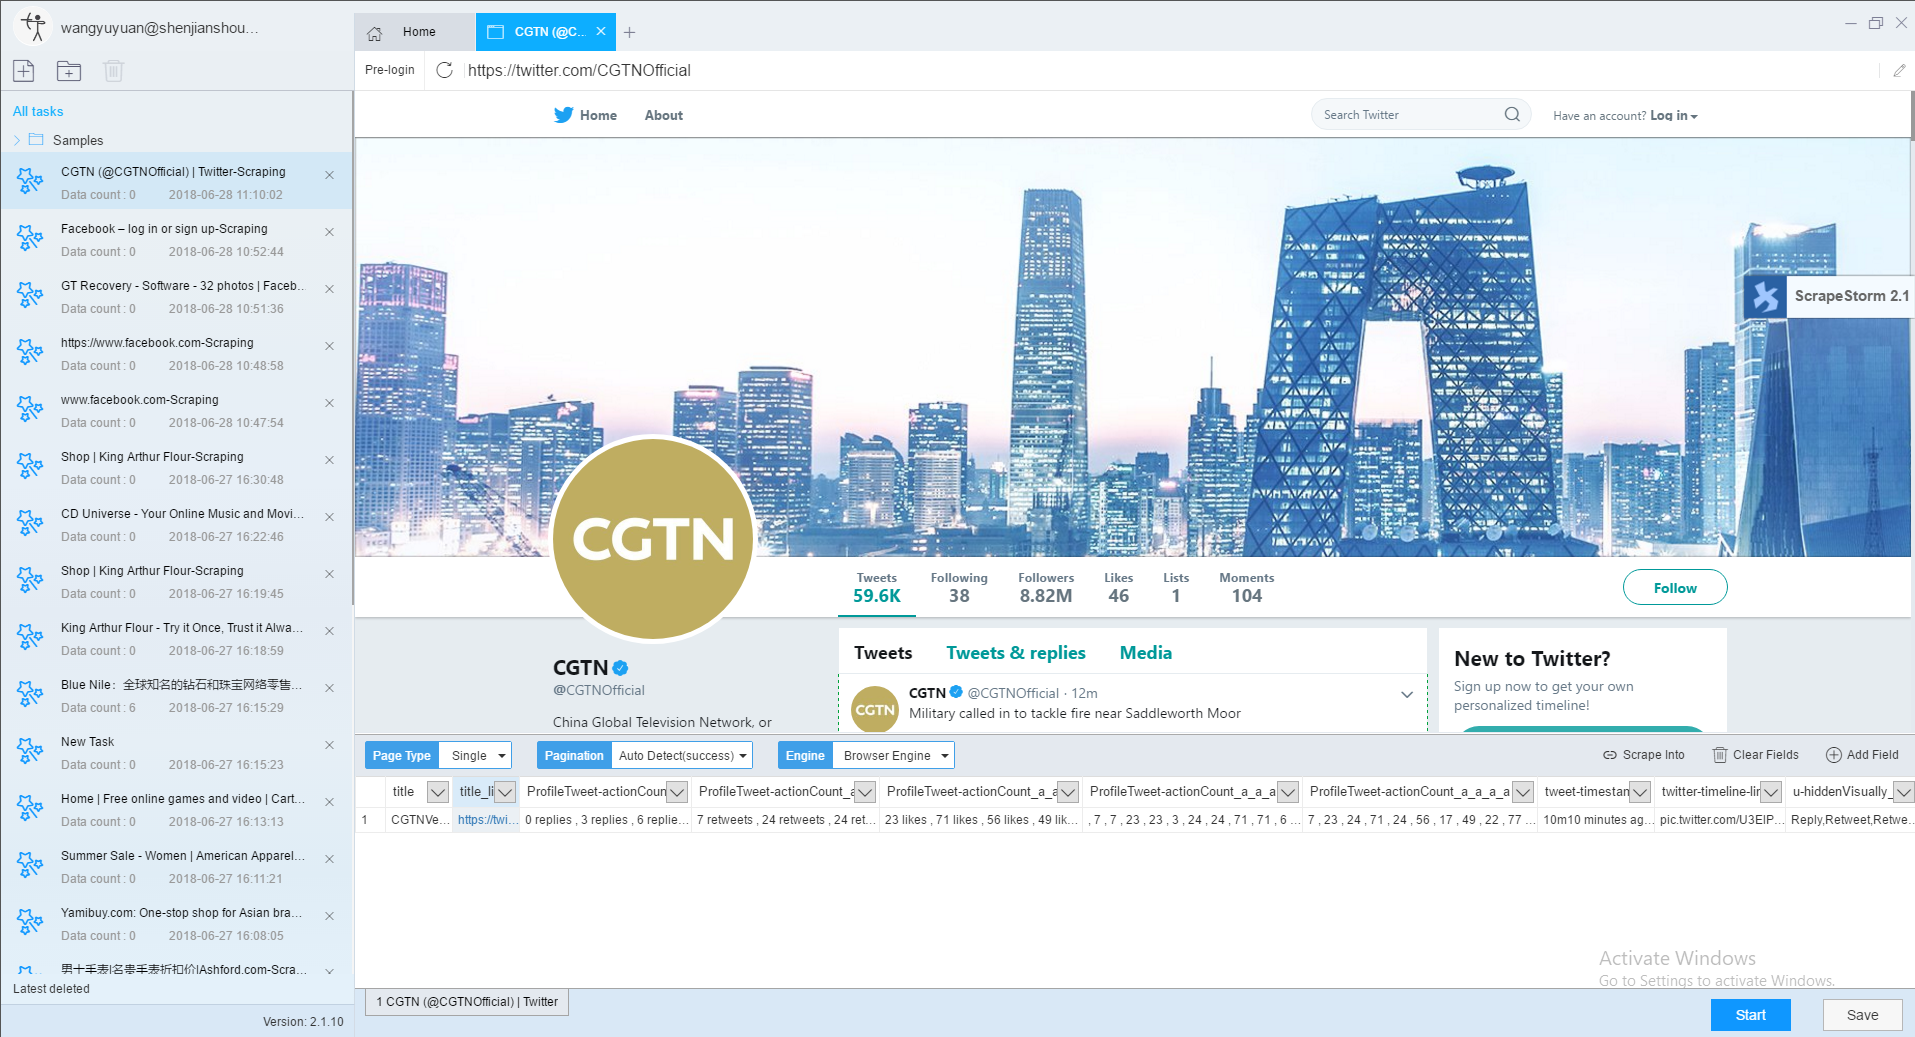 wangyuyuan@shenjianshou...
All tasks
Samples
CGTN (@CGTNOfficial) | Twitter-Scraping
Data count : 0 2018-06-28 11:10:02
Facebook – log in or sign up-Scraping
Data count : 0 2018-06-28 10:52:44
GT Recovery - Software - 32 photos | Faceb...
Data count : 0 2018-06-28 10:51:36
https://www.facebook.com-Scraping
Data count : 0 2018-06-28 10:48:58
www.facebook.com-Scraping
Data count : 0 2018-06-28 10:47:54
Shop | King Arthur Flour-Scraping
Data count : 0 2018-06-27 16:30:48
CD Universe - Your Online Music and Movi...
Data count : 0 2018-06-27 16:22:46
Shop | King Arthur Flour-Scraping
Data count : 0 2018-06-27 16:19:45
King Arthur Flour - Try it Once, Trust it Alwa...
Data count : 0 2018-06-27 16:18:59
Blue Nile：全球知名的钻石和珠宝网络零售...
Data count : 6 2018-06-27 16:15:29
New Task
Data count : 0 2018-06-27 16:15:23
Home | Free online games and video | Cart...
Data count : 0 2018-06-27 16:13:13
Summer Sale - Women | American Apparel...
Data count : 0 2018-06-27 16:11:21
Yamibuy.com: One-stop shop for Asian bra...
Data count : 0 2018-06-27 16:08:05
男士手表|名贵手表折扣价|Ashford.com-Scra...
Latest deleted
Version: 2.1.10
Home
CGTN (@C...
Pre-login
https://twitter.com/CGTNOfficial
Home About
Search Twitter
Have an account? Log in
ScrapeStorm 2.1
CGTN
Tweets Following Followers Likes Lists Moments
59.6K 38 8.82M 46 1 104
Follow
CGTN
@CGTNOfficial
China Global Television Network, or
Tweets Tweets & replies Media
CGTN
CGTN @CGTNOfficial · 12m
Military called in to tackle fire near Saddleworth Moor
New to Twitter?
Sign up now to get your own
personalized timeline!
Page Type Single Pagination Auto Detect(success) Engine Browser Engine Scrape Into Clear Fields Add Field
title title_li ProfileTweet-actionCoun ProfileTweet-actionCount_a ProfileTweet-actionCount_a_a ProfileTweet-actionCount_a_a_a ProfileTweet-actionCount_a_a_a_a tweet-timestan twitter-timeline-lir u-hiddenVisually_
1 CGTNVe... https://twi... 0 replies , 3 replies , 6 replie... 7 retweets , 24 retweets , 24 ret... 23 likes , 71 likes , 56 likes , 49 lik... , 7 , 7 , 23 , 23 , 3 , 24 , 24 , 71 , 71 , 6 ... 7 , 23 , 24 , 71 , 24 , 56 , 17 , 49 , 22 , 77 ... 10m10 minutes ag... pic.twitter.com/U3EIP... Reply,Retweet,Retwe...
Activate Windows
Go to Settings to activate Windows.
1 CGTN (@CGTNOfficial) | Twitter
Start Save